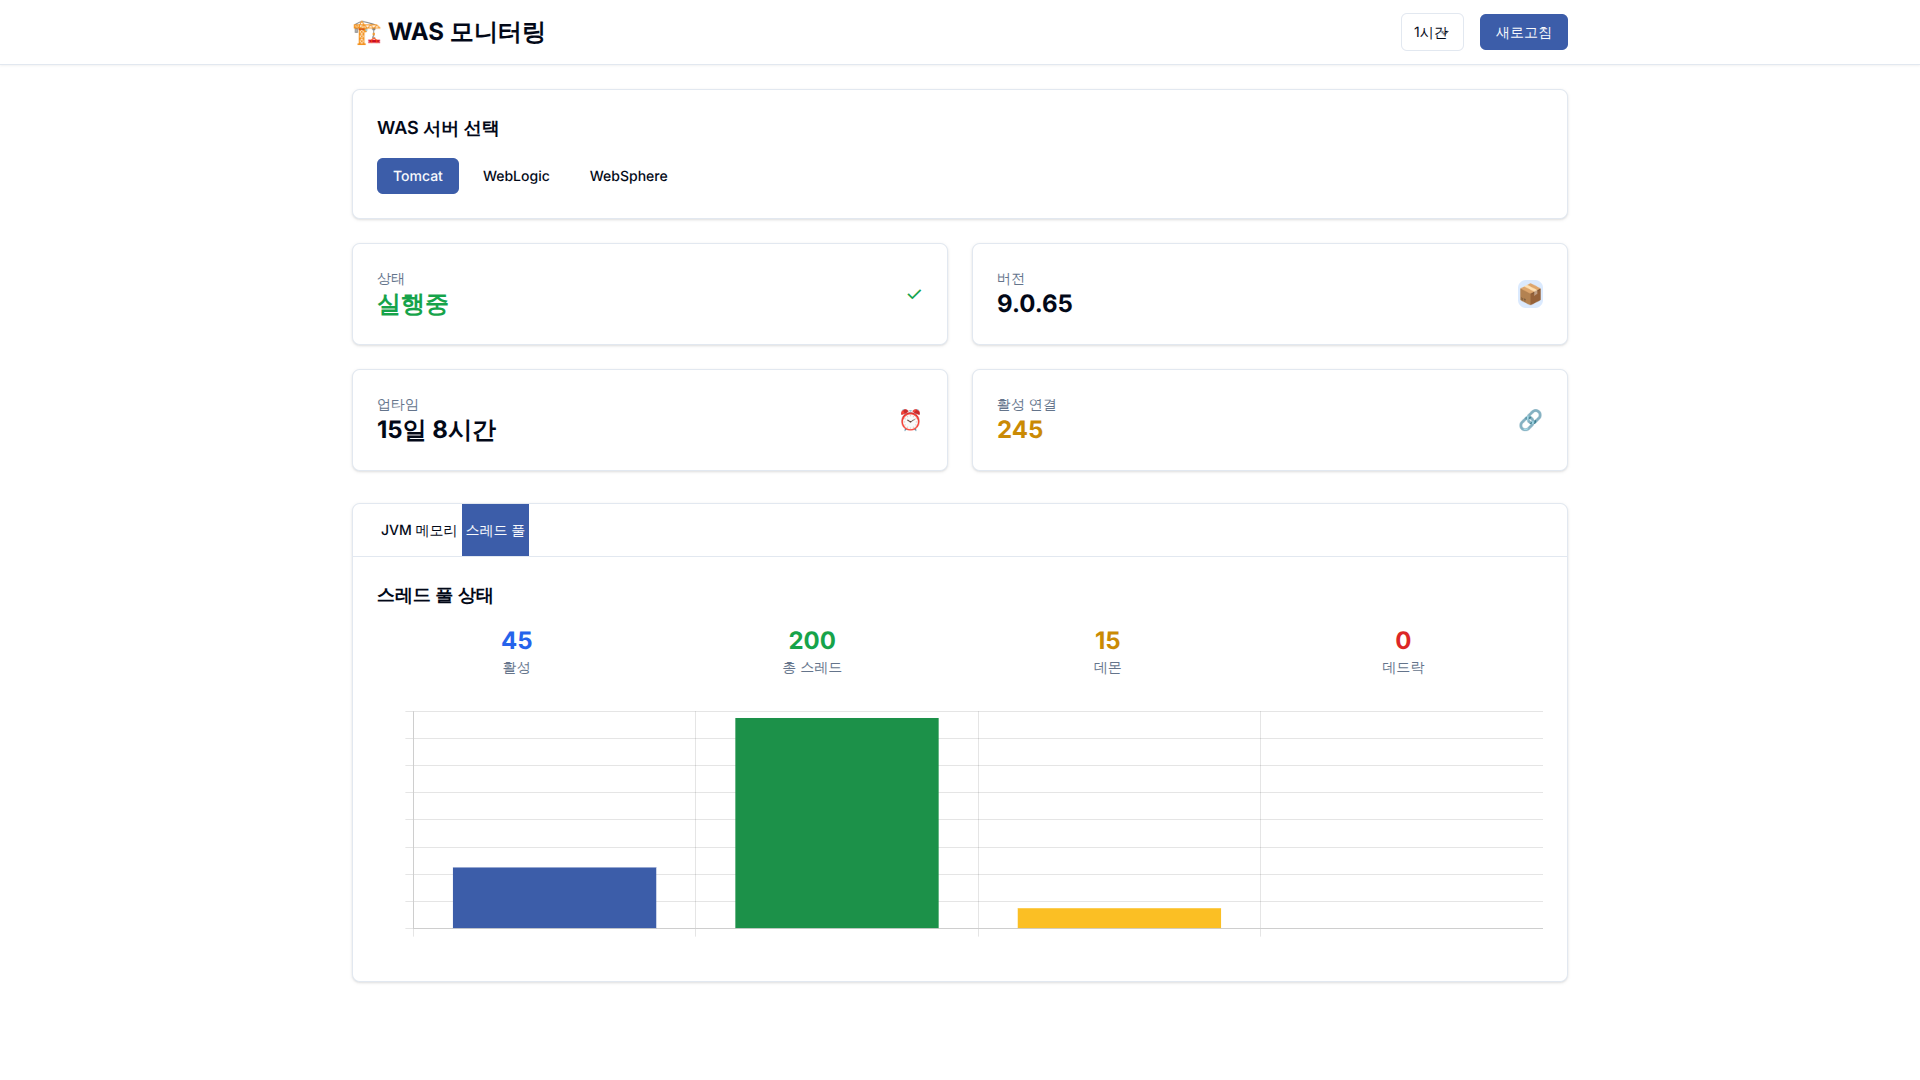 WAS 모니터링
1시간
새로고침
WAS 서버 선택
Tomcat
WebLogic
WebSphere
상태
실행중
버전
9.0.65
업타임
15일 8시간
활성 연결
245
JVM 메모리
스레드 풀
스레드 풀 상태
45
활성
200
총 스레드
15
데몬
0
데드락